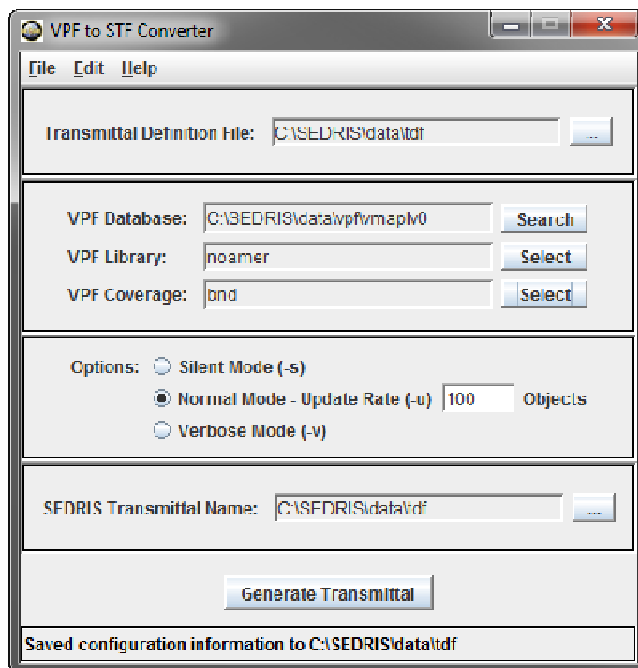 VPF to STF Converter
File Edit Help
Transmittal Definition File: C:\SEDRIS\data\tdf ...
VPF Database: C:\SEDRIS\data\vpf\vmaplv0 Search
VPF Library: noamer Select
VPF Coverage: bnd Select
Options: Silent Mode (-s)
Normal Mode - Update Rate (-u) 100 Objects
Verbose Mode (-v)
SEDRIS Transmittal Name: C:\SEDRIS\data\tdf ...
Generate Transmittal
Saved configuration information to C:\SEDRIS\data\tdf